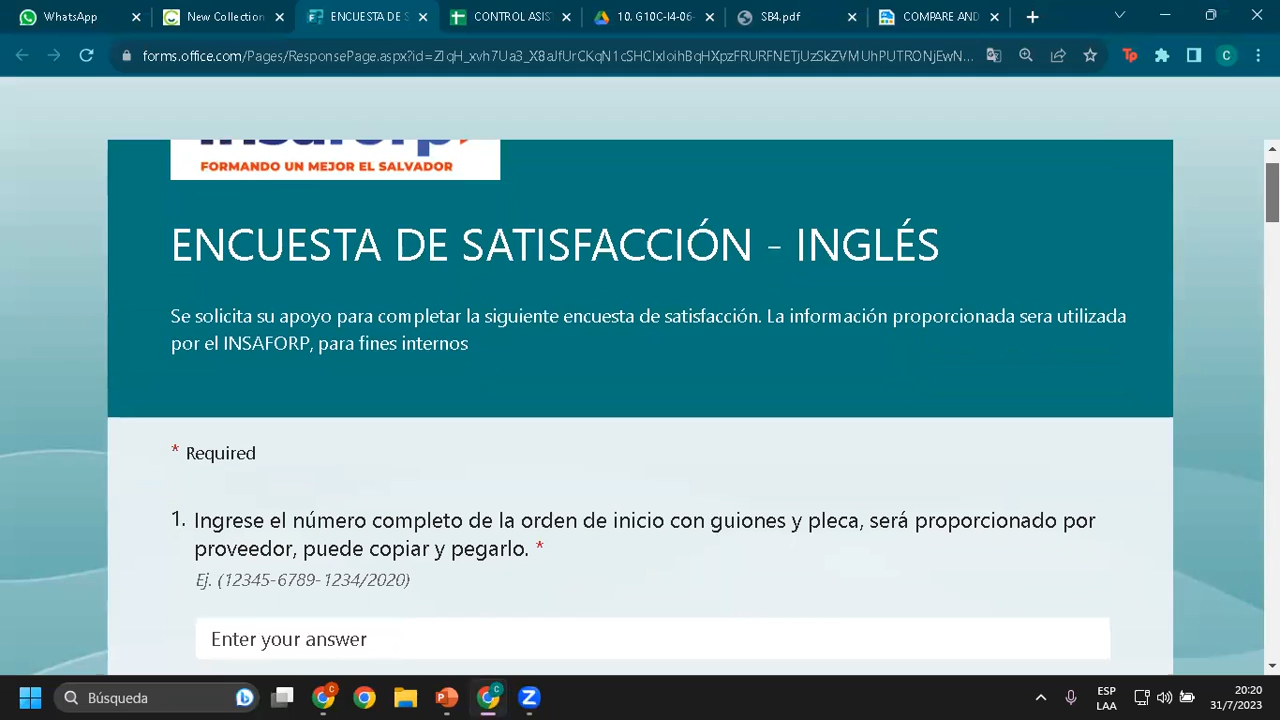 WhatsApp
New Collection
ENCUESTA DE S
CONTROL ASIS
10. G10C-I4-06-
SB4.pdf
COMPARE AND
forms.office.com/Pages/ResponsePage.aspx?id=ZIqH_xvh7Ua3_X8aJfUrCKqN1cSHCIxIoihBqHXpzFRURFNETjUzSkZVMUhPUTRONjEwN...
FORMANDO UN MEJOR EL SALVADOR
ENCUESTA DE SATISFACCIÓN - INGLÉS
Se solicita su apoyo para completar la siguiente encuesta de satisfacción. La información proporcionada sera utilizada
por el INSAFORP, para fines internos
* Required
1. Ingrese el número completo de la orden de inicio con guiones y pleca, será proporcionado por
proveedor, puede copiar y pegarlo. *
Ej. (12345-6789-1234/2020)
Enter your answer
Búsqueda
ESP
LAA
20:20
31/7/2023